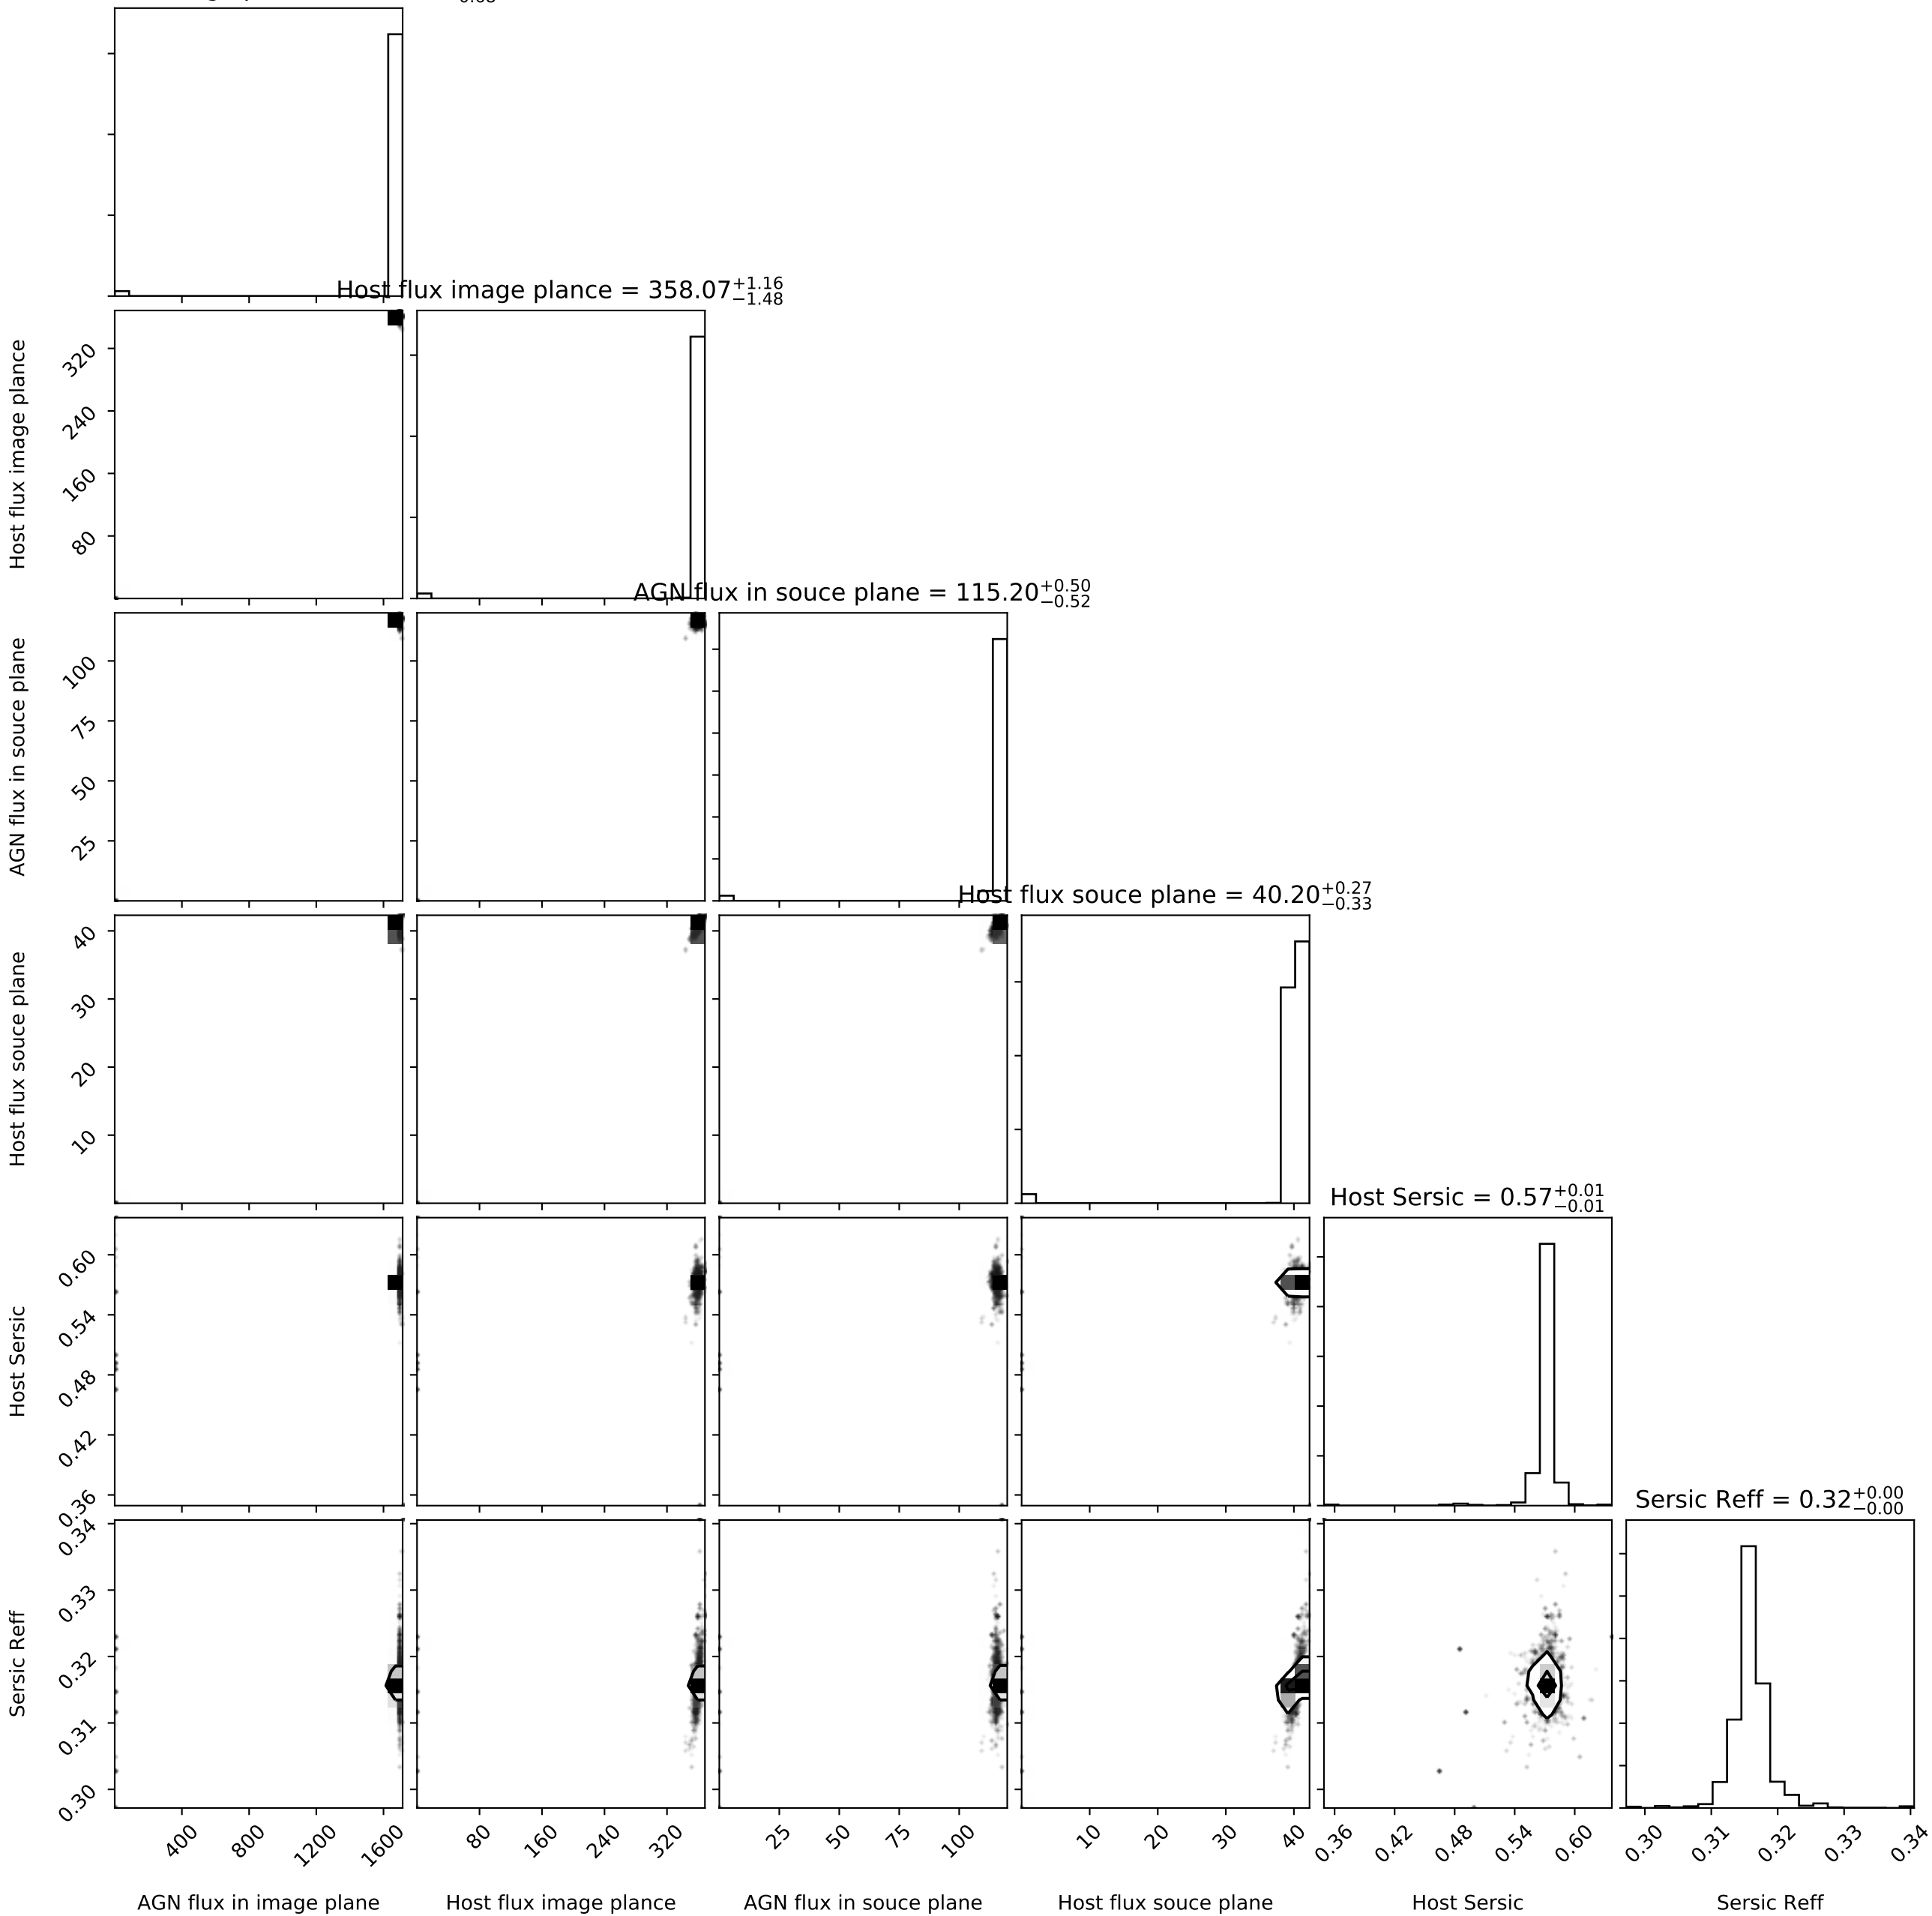 Host flux image plance = 358.07 +1.16 −1.48
320
240
160
80
Host flux image plance
AGN flux in souce plane = 115.20 +0.50 −0.52
100
75
50
25
AGN flux in souce plane
Host flux souce plane = 40.20 +0.27 −0.33
40
30
20
10
Host flux souce plane
Host Sersic = 0.57 +0.01 −0.01
0.60
0.54
0.48
0.42
0.36
Host Sersic
Sersic Reff = 0.32 +0.00 −0.00
0.34
0.33
0.32
0.31
0.30
Sersic Reff
400 800 1200 1600 80 160 240 320 25 50 75 100 10 20 30 40 0.36 0.42 0.48 0.54 0.60 0.30 0.31 0.32 0.33 0.34
AGN flux in image plane Host flux image plance AGN flux in souce plane Host flux souce plane Host Sersic Sersic Reff